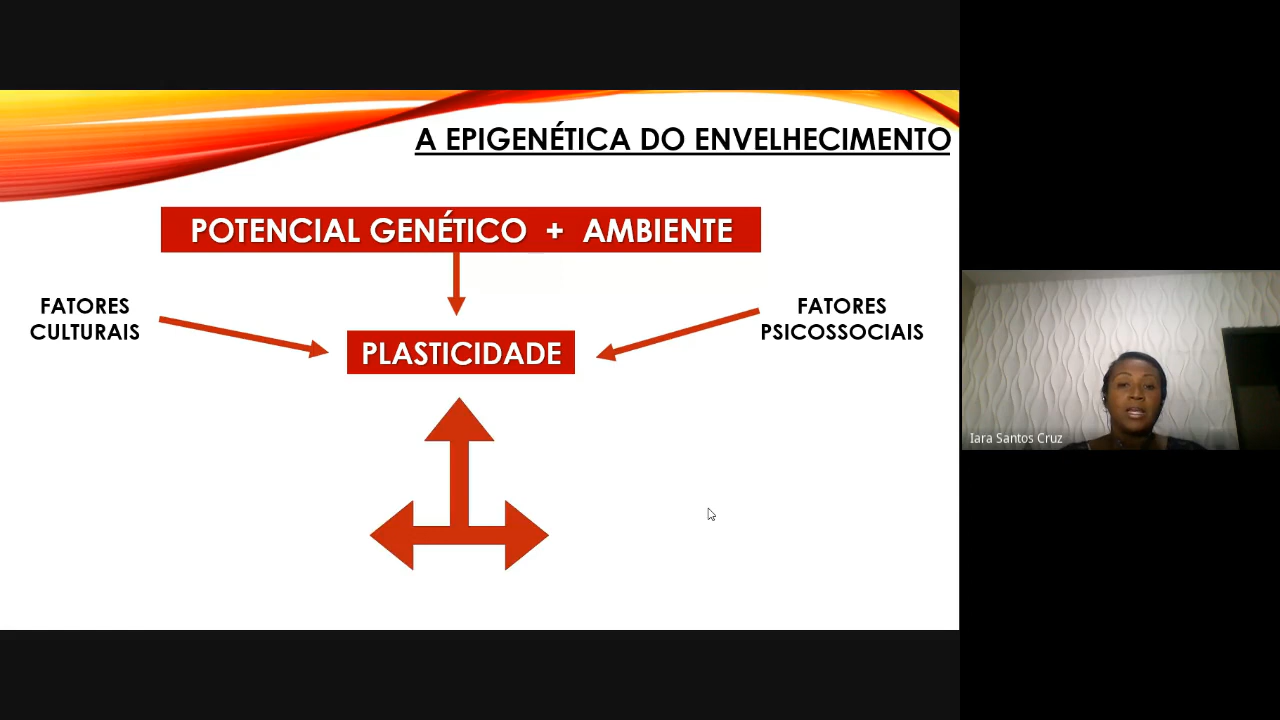 A EPIGENÉTICA DO ENVELHECIMENTO
POTENCIAL GENÉTICO + AMBIENTE
FATORES
CULTURAIS
FATORES
PSICOSSOCIAIS
PLASTICIDADE
Iara Santos Cruz